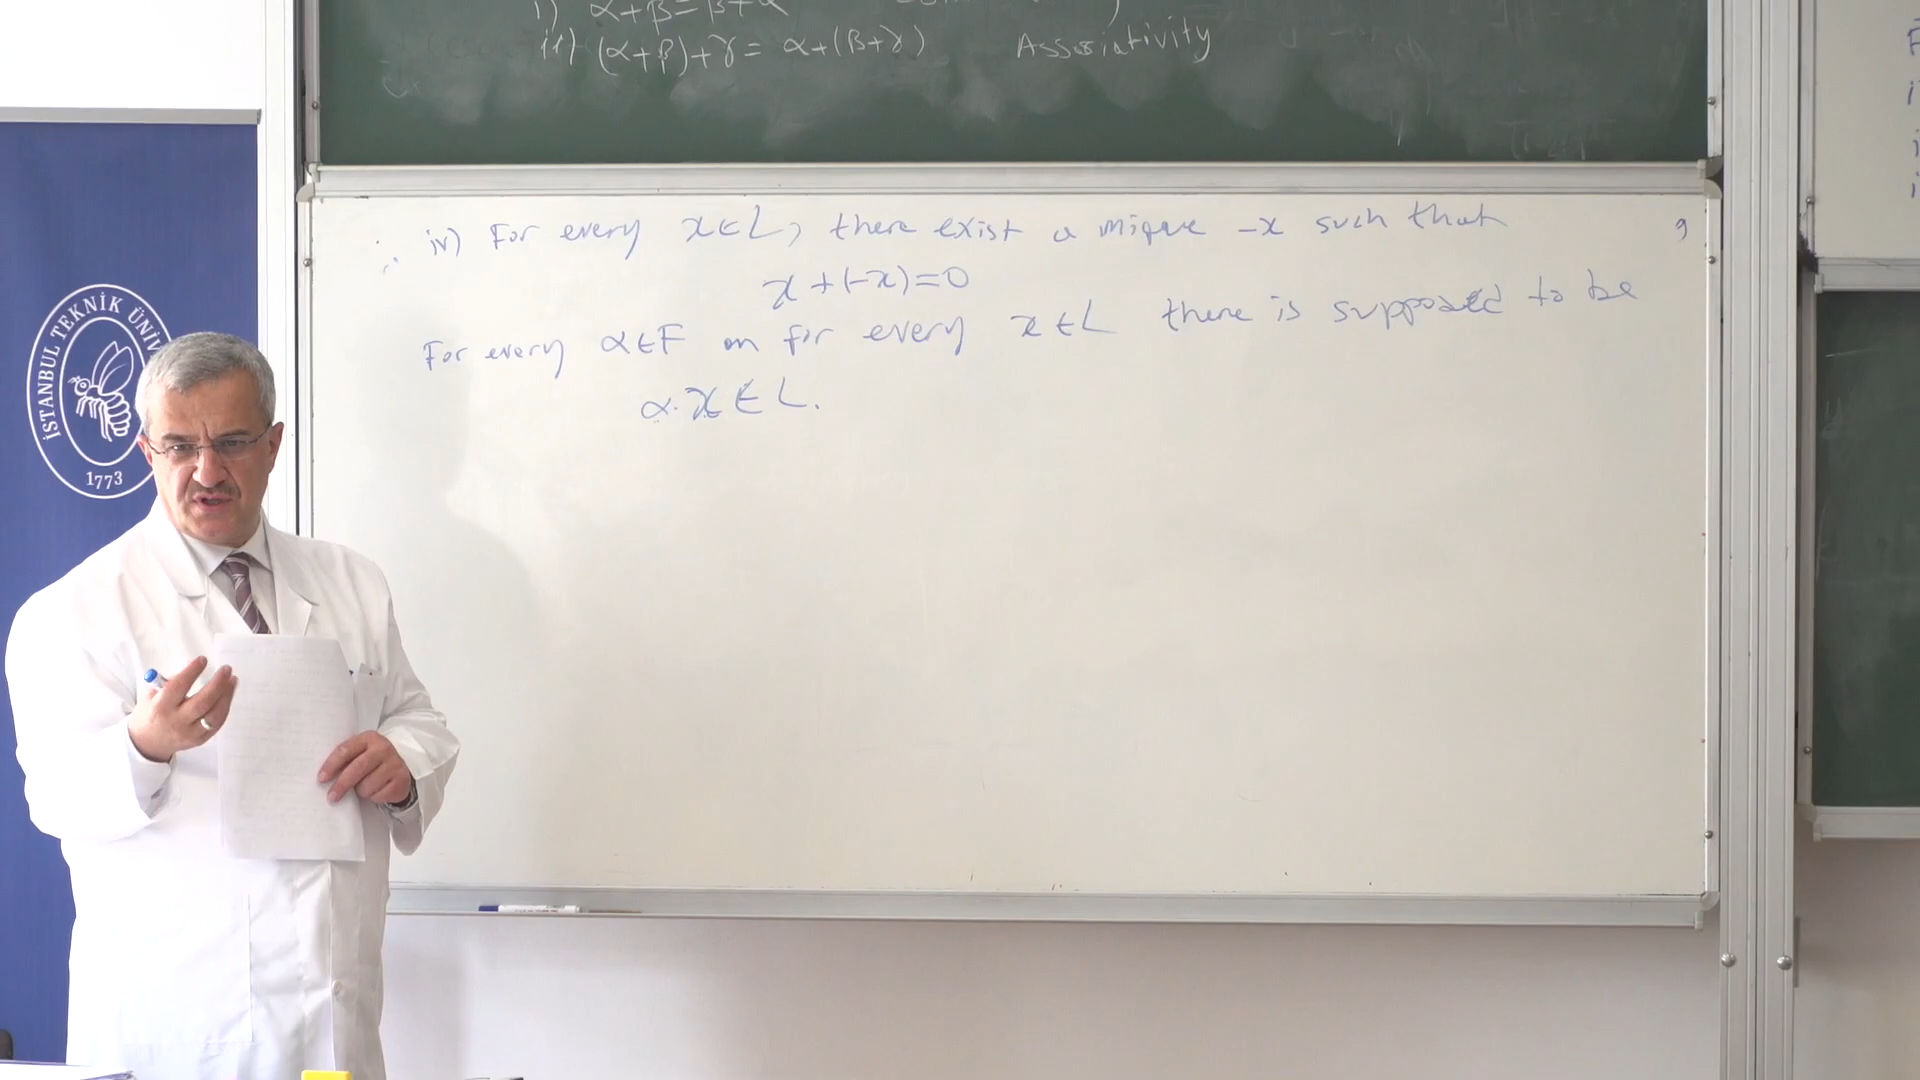 i) α+β=β+α
ii) (α+β)+γ= α+(β+γ) Associativity
iv) For every x∈L, there exist a unique -x such that
9
x+(-x)=0
For every α∈F on for every x∈L there is supposed to be
α.x∈L.
İSTANBUL TEKNİK ÜNİV
1773